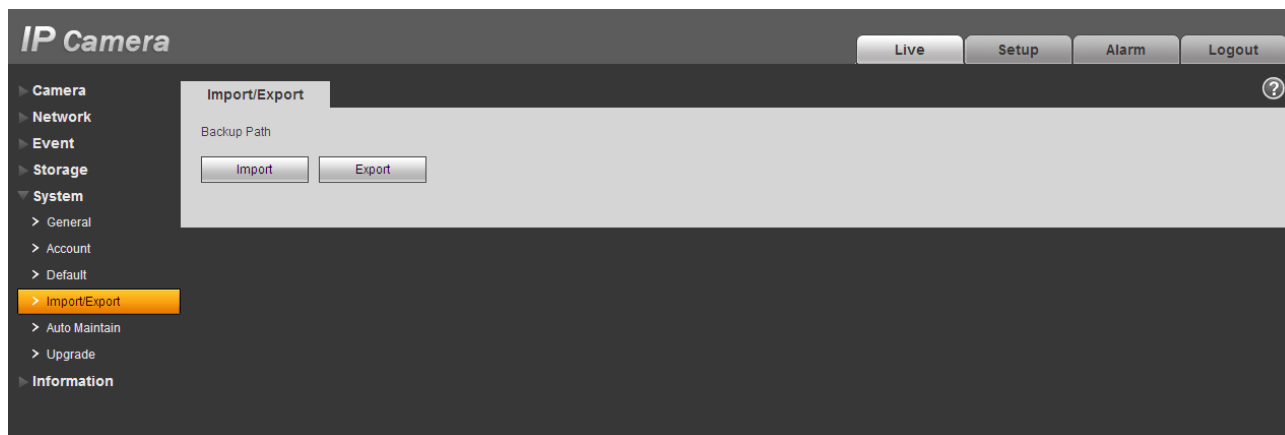 IP Camera
Live Setup Alarm Logout
Camera
Network
Event
Storage
System
General
Account
Default
Import/Export
Auto Maintain
Upgrade
Information
Import/Export
?
Backup Path
Import Export